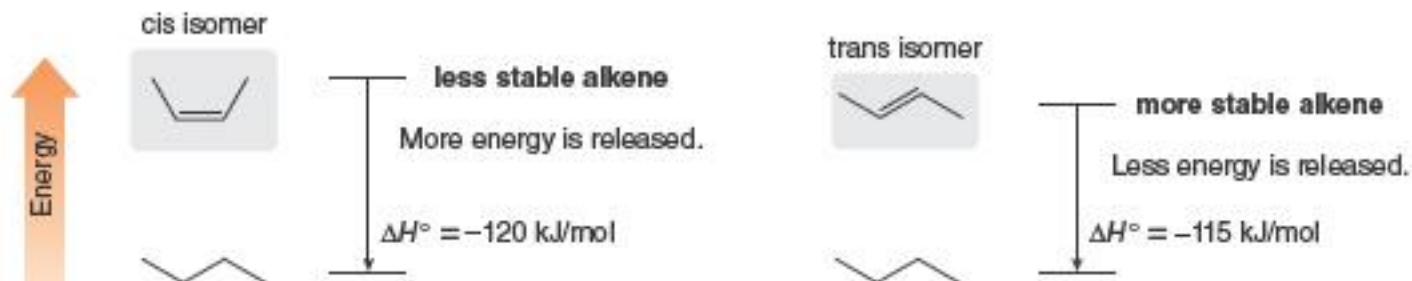 cis isomer
less stable alkene
More energy is released.
ΔH° = −120 kJ/mol
trans isomer
more stable alkene
Less energy is released.
ΔH° = −115 kJ/mol
Energy